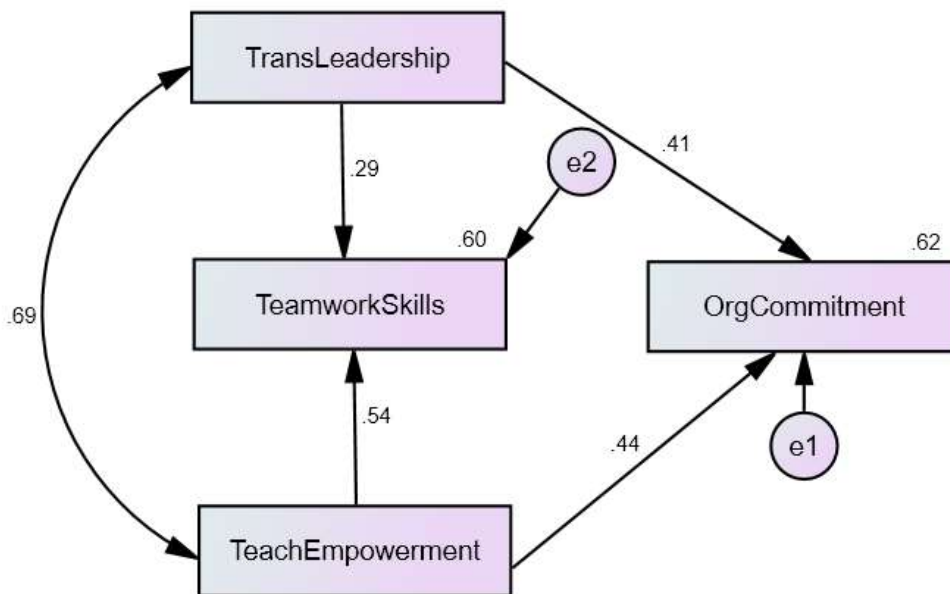 TransLeadership
.41
e2
.29
.60
.62
TeamworkSkills
OrgCommitment
.69
.54
.44
e1
TeachEmpowerment